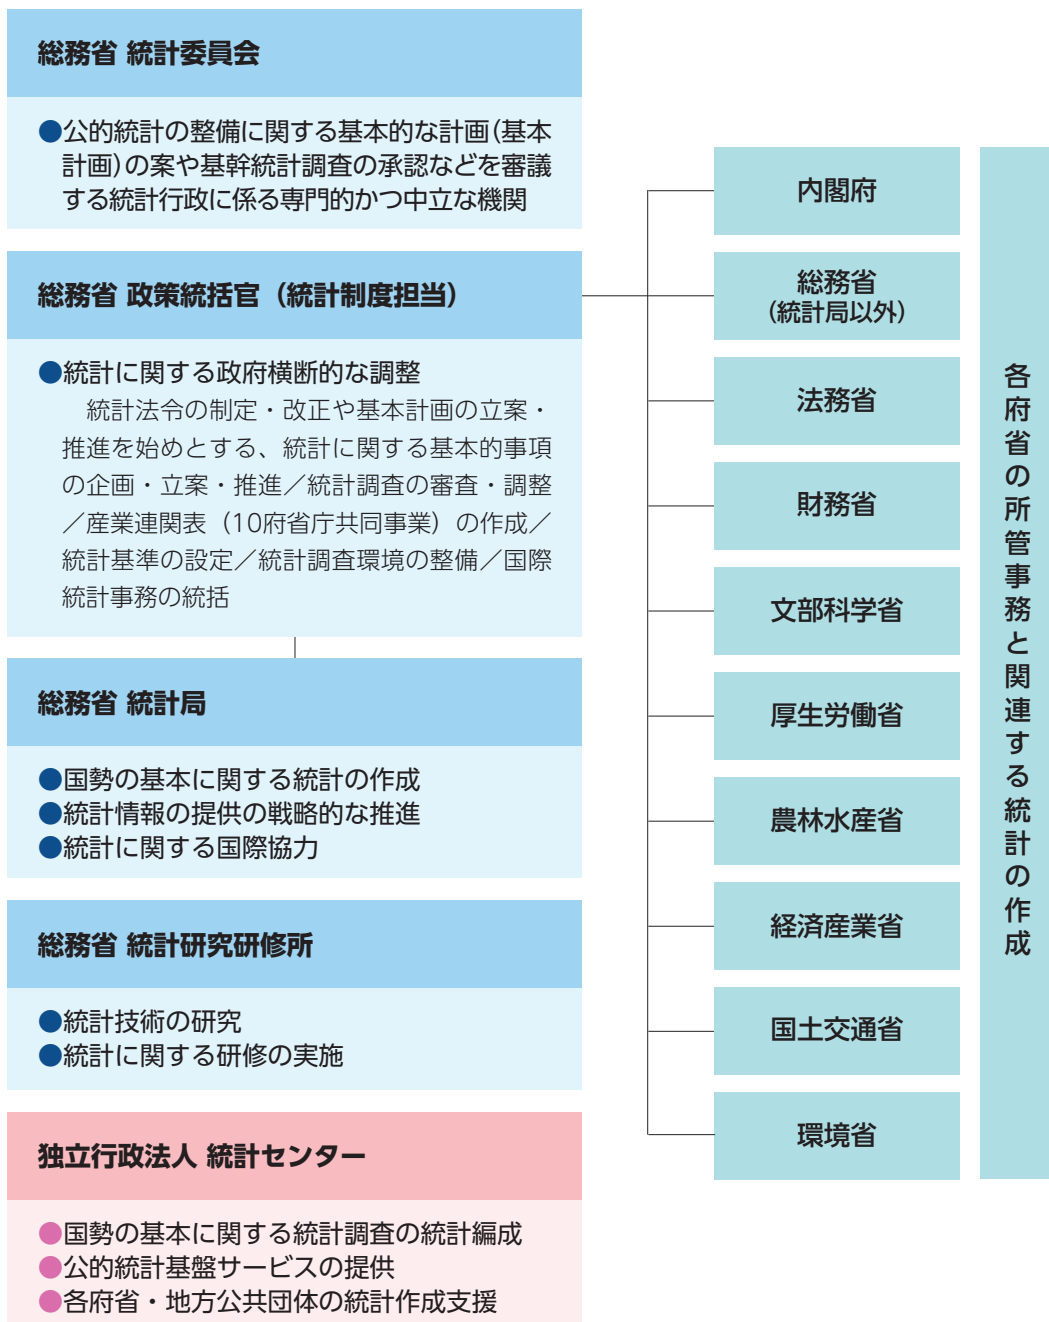 総務省 統計委員会
●公的統計の整備に関する基本的な計画(基本
計画)の案や基幹統計調査の承認などを審議
する統計行政に係る専門的かつ中立な機関
総務省 政策統括官（統計制度担当）
●統計に関する政府横断的な調整
統計法令の制定・改正や基本計画の立案・
推進を始めとする、統計に関する基本的事項
の企画・立案・推進／統計調査の審査・調整
／産業連関表（10府省庁共同事業）の作成／
統計基準の設定／統計調査環境の整備／国際
統計事務の統括
総務省 統計局
●国勢の基本に関する統計の作成
●統計情報の提供の戦略的な推進
●統計に関する国際協力
総務省 統計研究研修所
●統計技術の研究
●統計に関する研修の実施
独立行政法人 統計センター
●国勢の基本に関する統計調査の統計編成
●公的統計基盤サービスの提供
●各府省・地方公共団体の統計作成支援
内閣府
総務省
（統計局以外）
法務省
財務省
文部科学省
厚生労働省
農林水産省
経済産業省
国土交通省
環境省
各府省の所管事務と関連する統計の作成